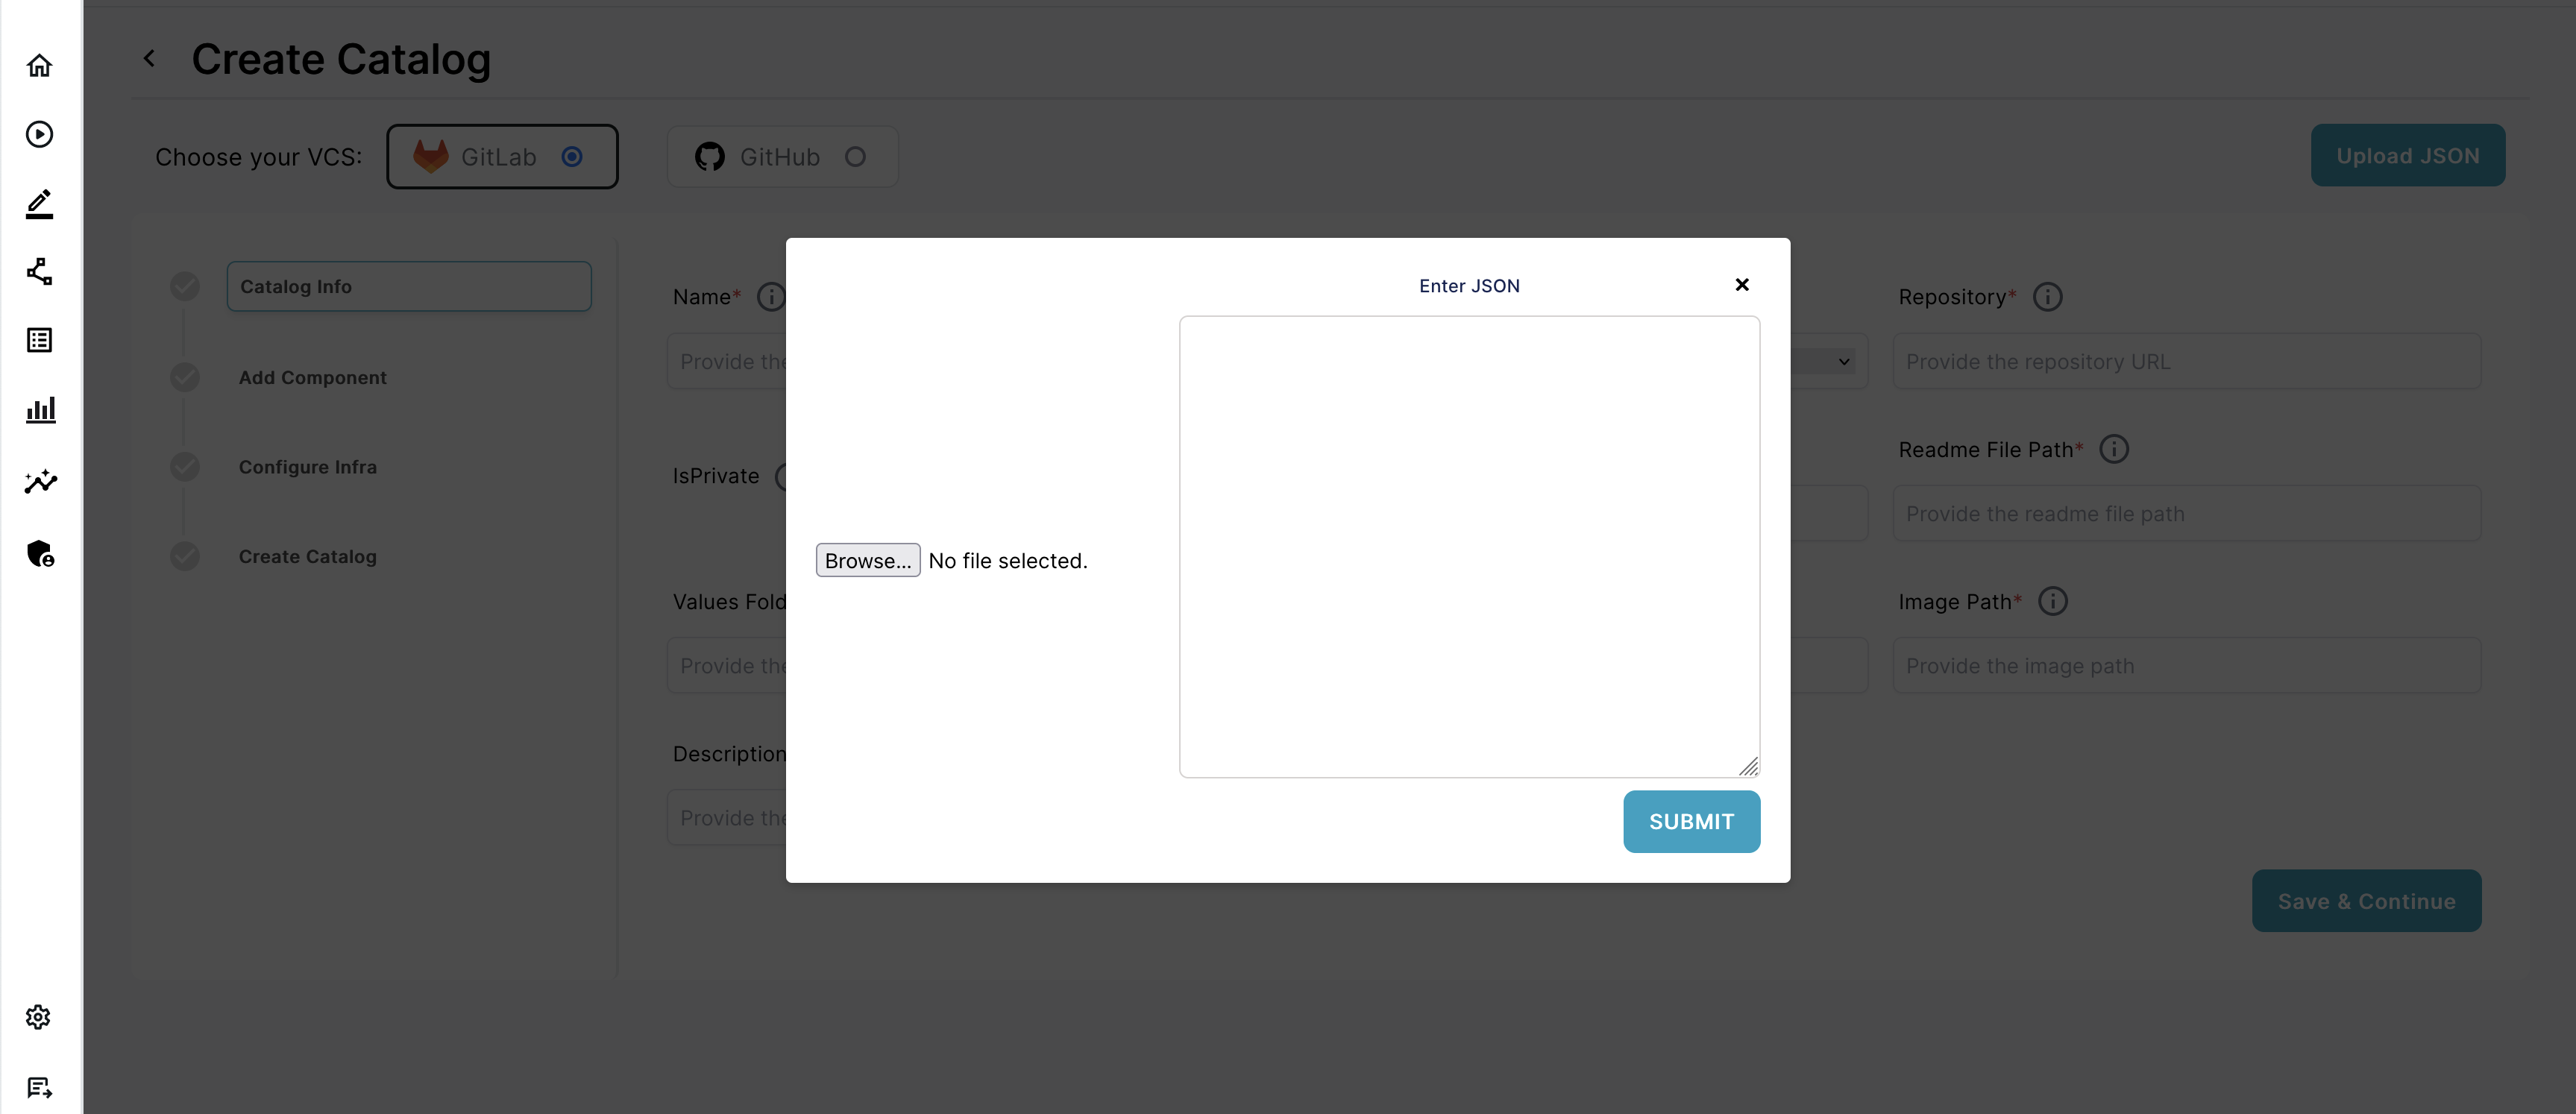 Create Catalog
Choose your VCS:
GitLab
GitHub
Upload JSON
Catalog Info
Add Component
Configure Infra
Create Catalog
Name*
Provide the
IsPrivate
Values Fold
Provide the
Description
Provide the
Enter JSON
Browse... No file selected.
SUBMIT
Repository*
Provide the repository URL
Readme File Path*
Provide the readme file path
Image Path*
Provide the image path
Save & Continue